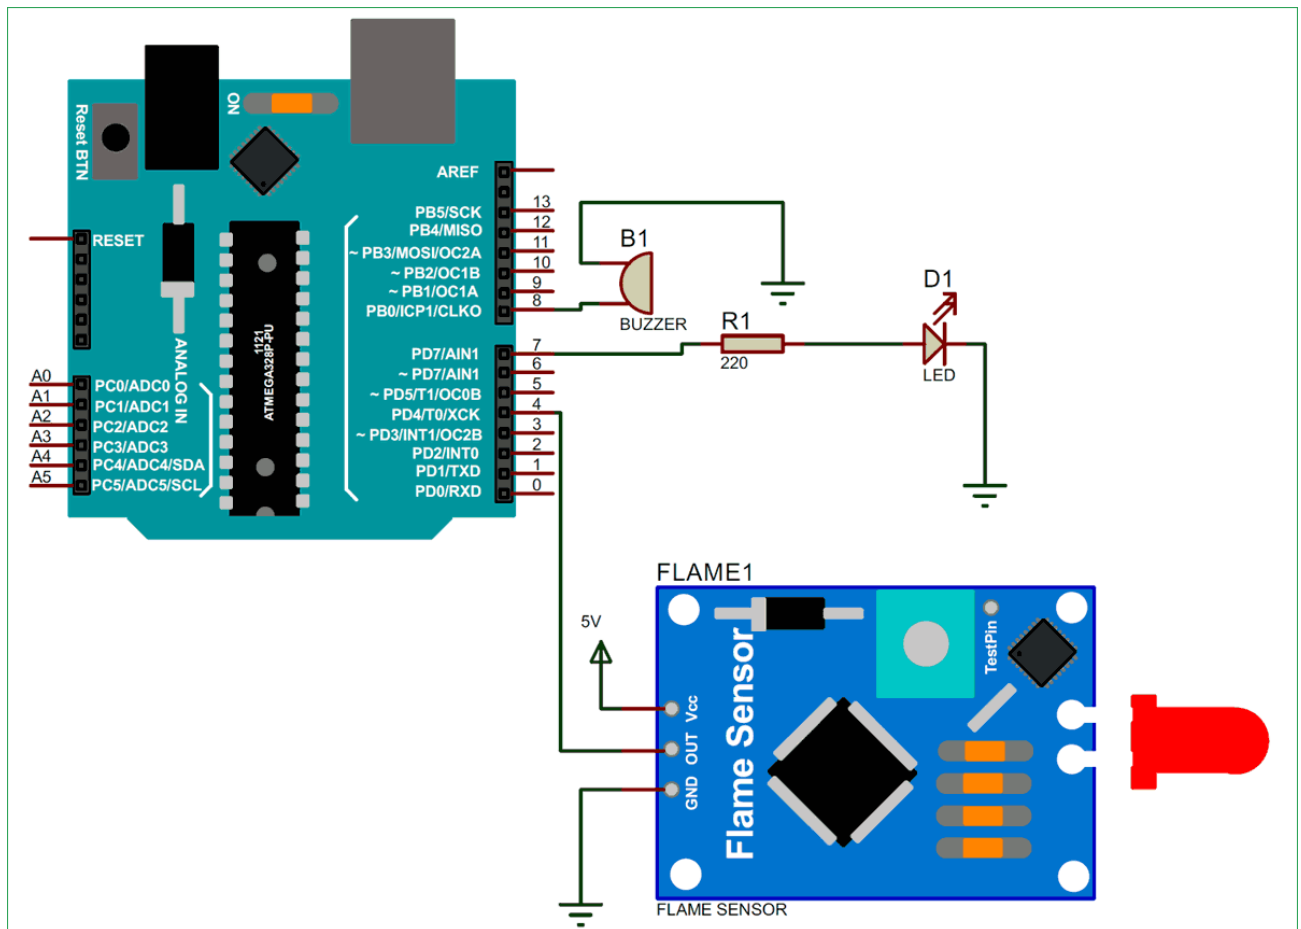 Reset BTN
ON
AREF
PB5/SCK
13
PB4/MISO
12
~ PB3/MOSI/OC2A
11
~ PB2/OC1B
10
~ PB1/OC1A
9
PB0/ICP1/CLKO
8
RESET
ANALOG IN
1121
ATMEGA328P-PU
PD7/AIN1
7
~ PD7/AIN1
6
~ PD5/T1/OC0B
5
PD4/T0/XCK
4
~ PD3/INT1/OC2B
3
PD2/INT0
2
PD1/TXD
1
PD0/RXD
0
A0
PC0/ADC0
A1
PC1/ADC1
A2
PC2/ADC2
A3
PC3/ADC3
A4
PC4/ADC4/SDA
A5
PC5/ADC5/SCL
B1
BUZZER
R1
220
D1
LED
FLAME1
5V
Vcc
OUT
GND
Flame Sensor
TestPin
FLAME SENSOR